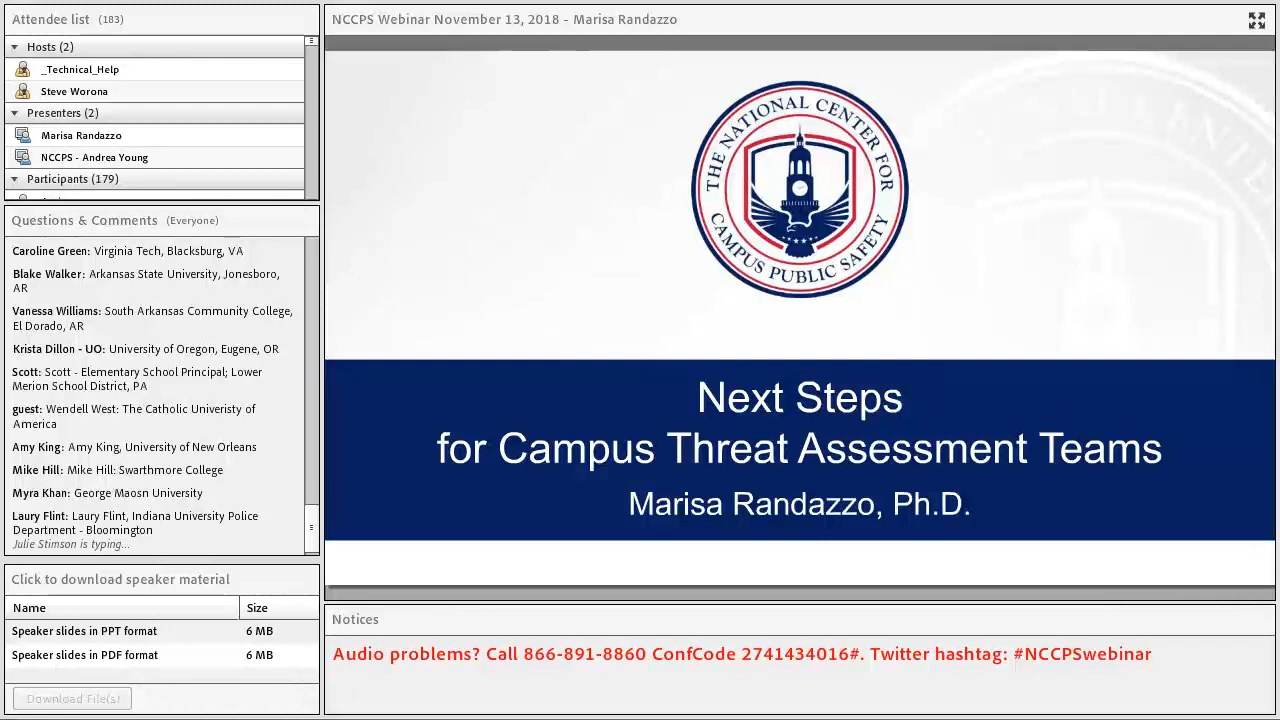 Attendee list (183)
Hosts (2)
_Technical_Help
Steve Worona
Presenters (2)
Marisa Randazzo
NCCPS - Andrea Young
Participants (179)
Questions & Comments (Everyone)
Caroline Green: Virginia Tech, Blacksburg, VA
Blake Walker: Arkansas State University, Jonesboro,
AR
Vanessa Williams: South Arkansas Community College,
El Dorado, AR
Krista Dillon - UO: University of Oregon, Eugene, OR
Scott: Scott - Elementary School Principal; Lower
Merion School District, PA
guest: Wendell West: The Catholic Univeristy of
America
Amy King: Amy King, University of New Orleans
Mike Hill: Mike Hill: Swarthmore College
Myra Khan: George Maosn University
Laury Flint: Laury Flint, Indiana University Police
Department - Bloomington
Julie Stimson is typing...
Click to download speaker material
Name Size
Speaker slides in PPT format 6 MB
Speaker slides in PDF format 6 MB
Download File(s)
NCCPS Webinar November 13, 2018 - Marisa Randazzo
THE NATIONAL CENTER FOR
CAMPUS PUBLIC SAFETY
Next Steps
for Campus Threat Assessment Teams
Marisa Randazzo, Ph.D.
Notices
Audio problems? Call 866-891-8860 ConfCode 2741434016#. Twitter hashtag: #NCCPSwebinar